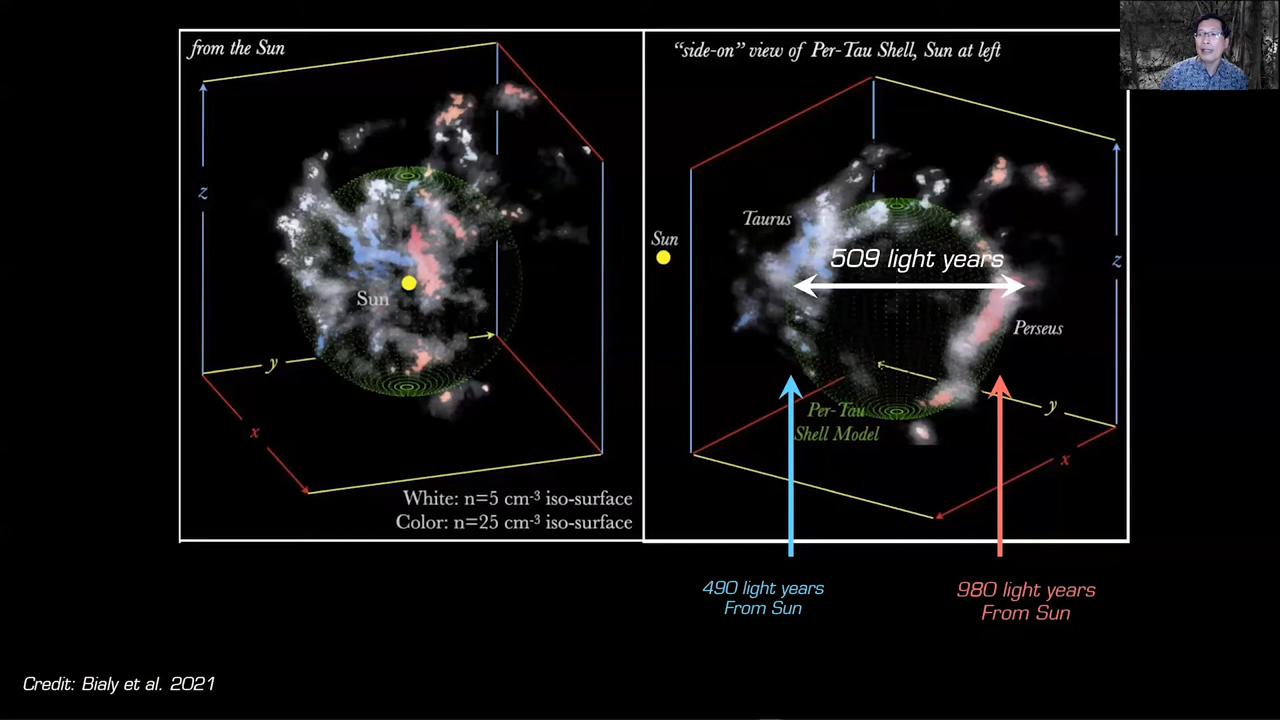 from the Sun
z
y
x
Sun
White: n=5 cm⁻³ iso-surface
Color: n=25 cm⁻³ iso-surface
“side-on” view of Per-Tau Shell, Sun at left
Taurus
Sun
509 light years
z
Perseus
Per-Tau
Shell Model
y
x
490 light years
From Sun
980 light years
From Sun
Credit: Bialy et al. 2021